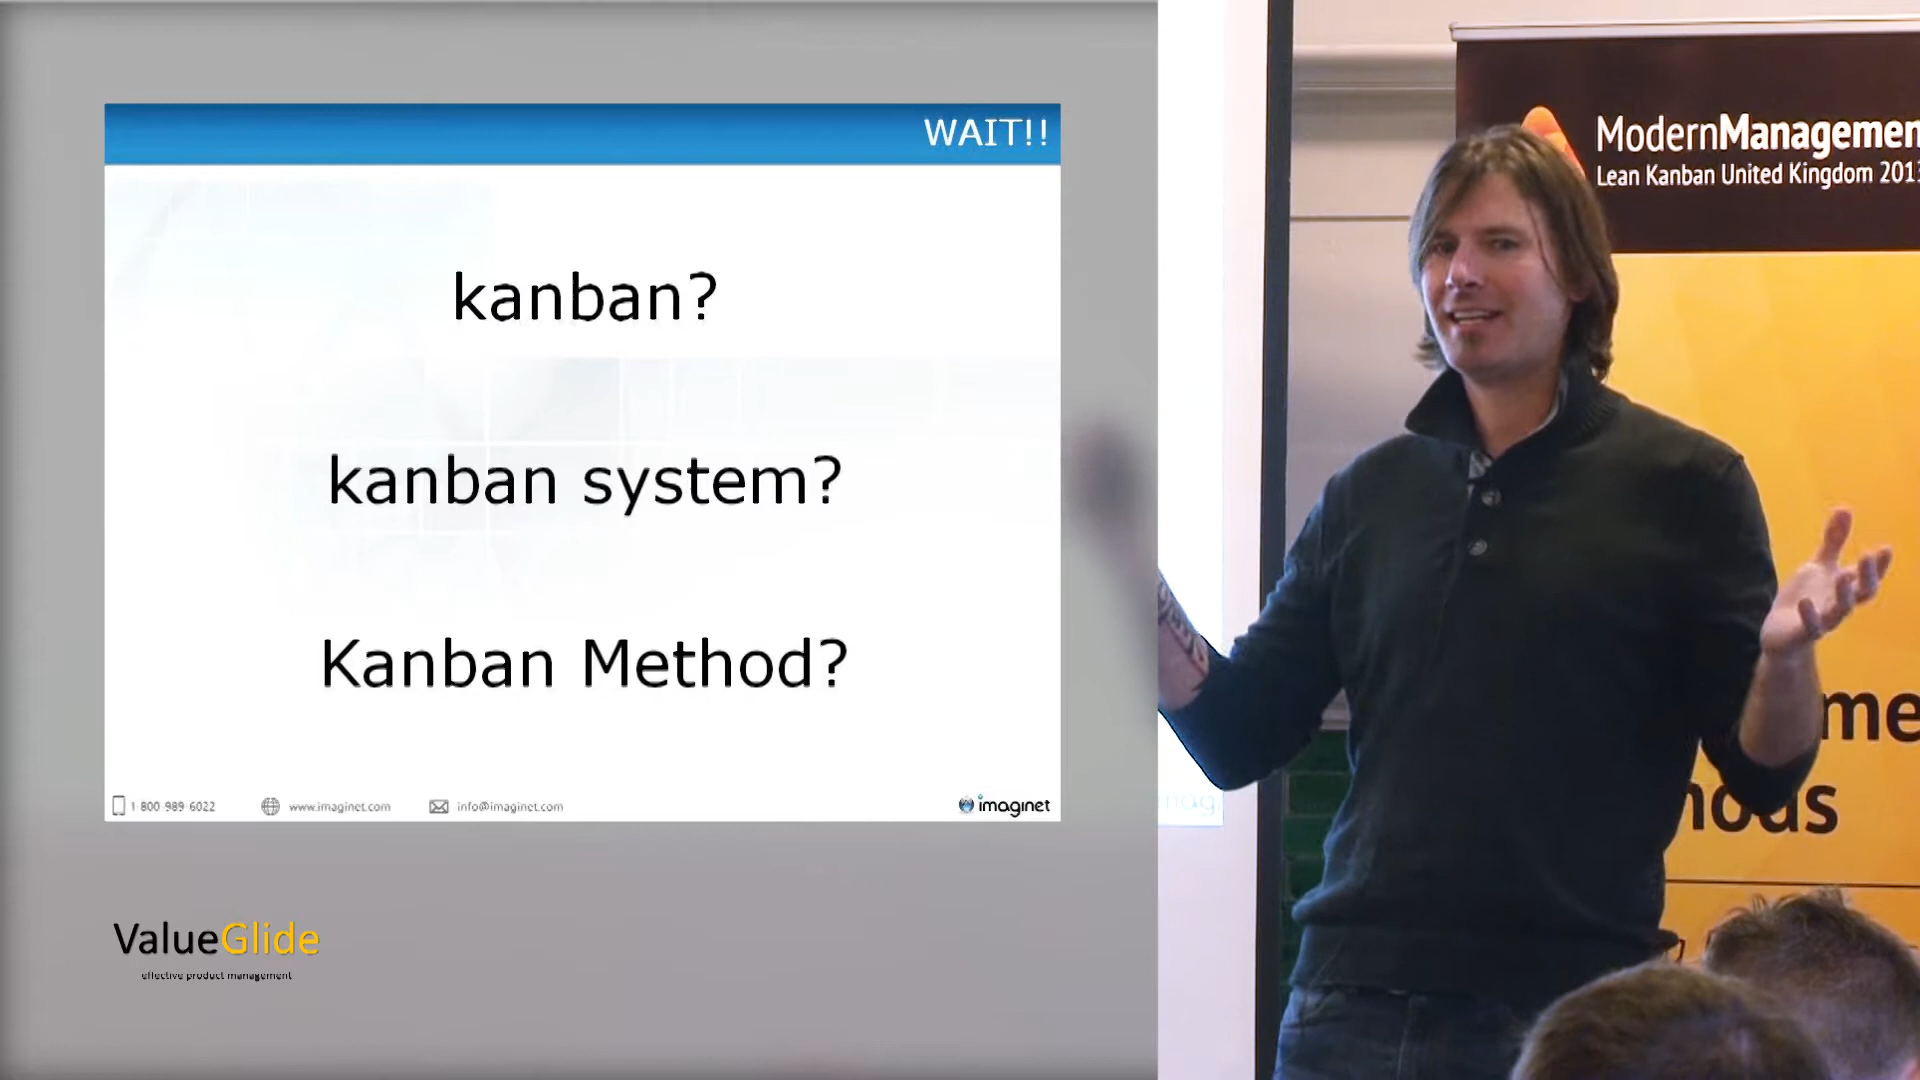 WAIT!!
kanban?
kanban system?
Kanban Method?
1-800-989-6022
www.imaginet.com
info@imaginet.com
imaginet
ValueGlide
effective product management
ModernManagemen
Lean Kanban United Kingdom 201
me
hods